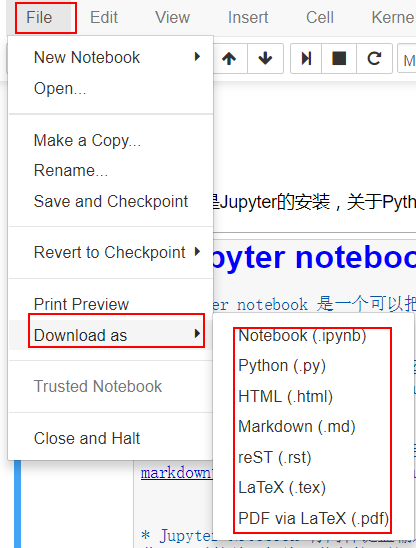 File Edit View Insert Cell Kerne
New Notebook
Open...
Make a Copy...
Rename...
Save and Checkpoint
是Jupyter的安装，关于Pyth
Revert to Checkpoint
pyter noteboo
Print Preview
er notebook 是一个可以把
Download as
Notebook (.ipynb)
Python (.py)
Trusted Notebook
HTML (.html)
Markdown (.md)
Close and Halt
reST (.rst)
markdown
LaTeX (.tex)
PDF via LaTeX (.pdf)